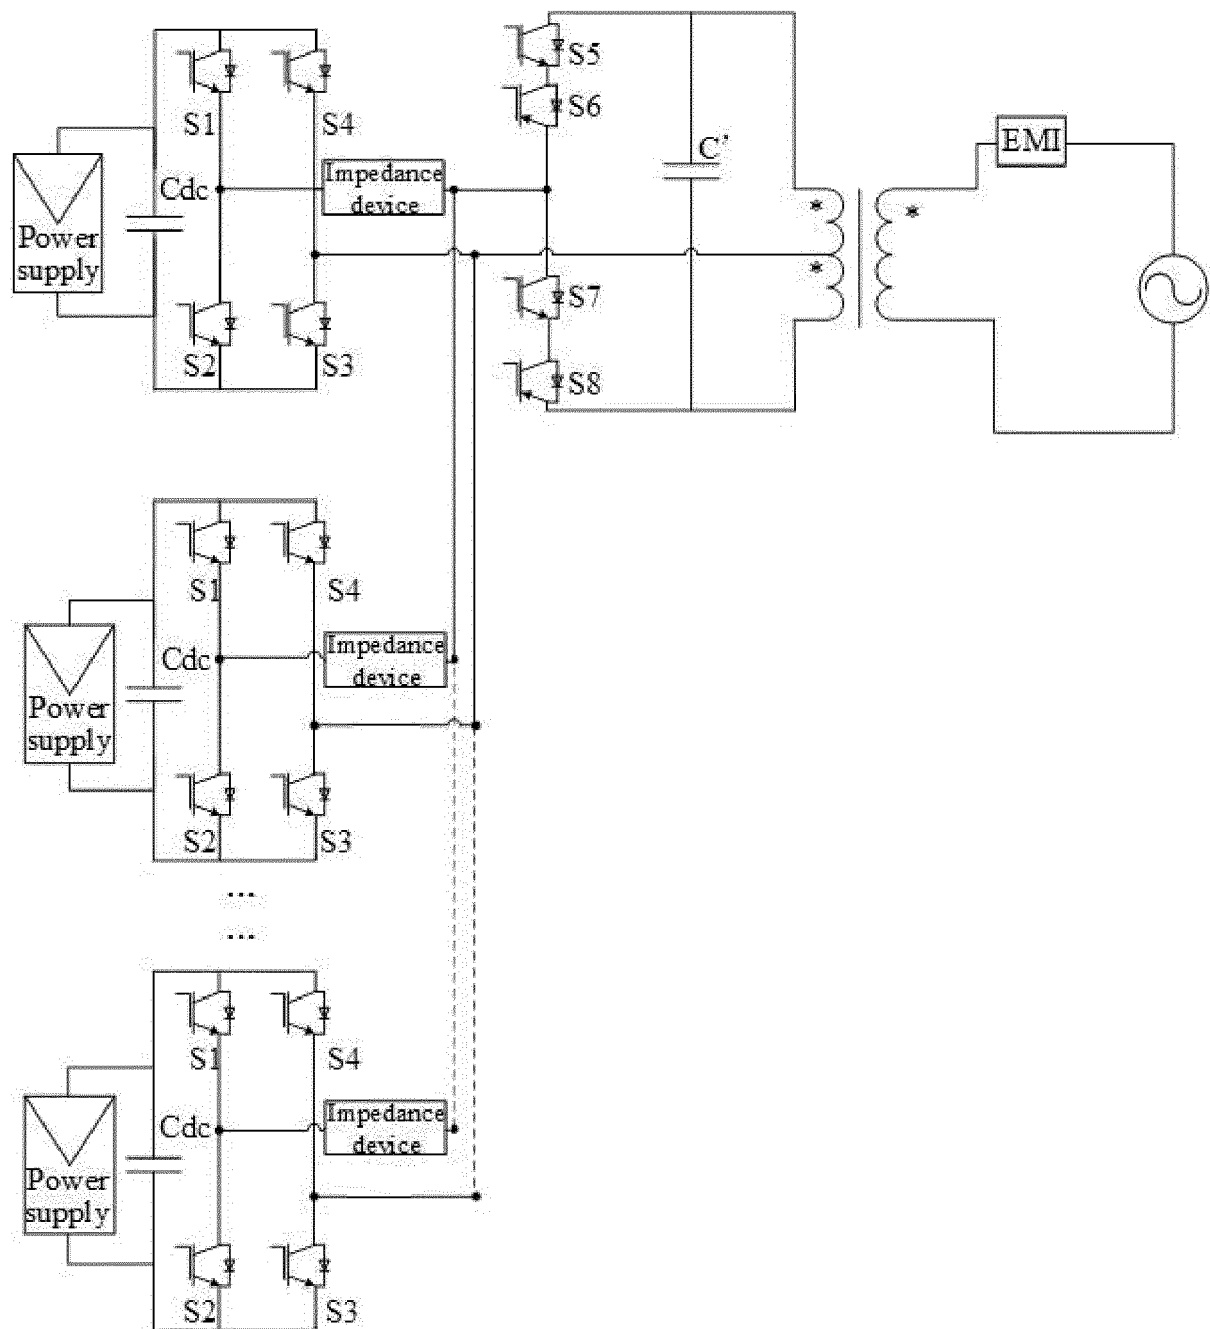 S1
S4
Cdc
Impedance
device
Power
supply
S2
S3
S5
S6
S7
S8
C'
*
*
*
EMI
S1
S4
Cdc
Impedance
device
Power
supply
S2
S3
...
...
S1
S4
Cdc
Impedance
device
Power
supply
S2
S3